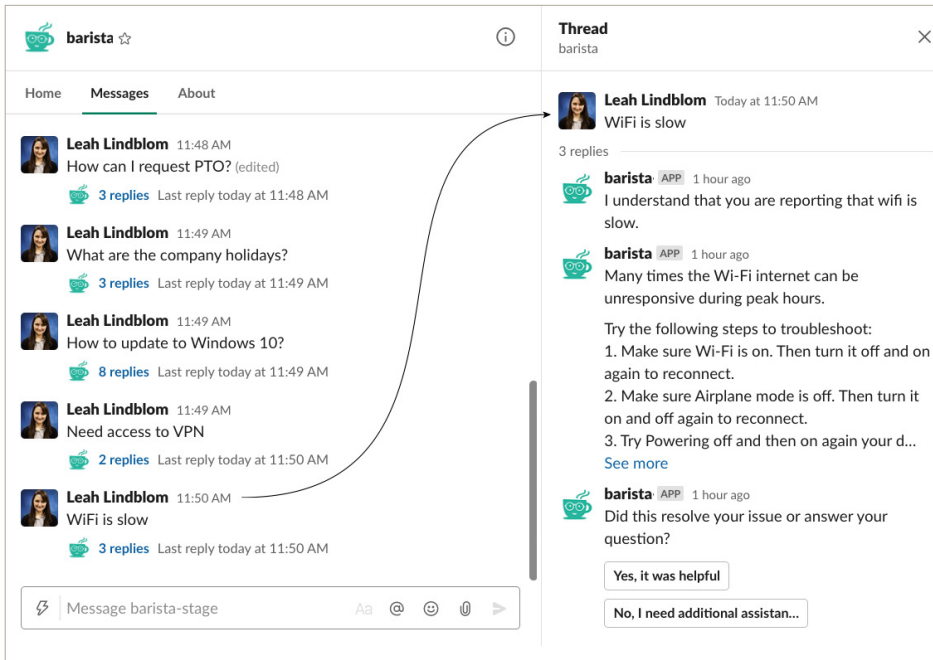 barista
Home Messages About
Leah Lindblom 11:48 AM
How can I request PTO? (edited)
3 replies Last reply today at 11:48 AM
Leah Lindblom 11:49 AM
What are the company holidays?
3 replies Last reply today at 11:49 AM
Leah Lindblom 11:49 AM
How to update to Windows 10?
8 replies Last reply today at 11:49 AM
Leah Lindblom 11:49 AM
Need access to VPN
2 replies Last reply today at 11:50 AM
Leah Lindblom 11:50 AM
WiFi is slow
3 replies Last reply today at 11:50 AM
Message barista-stage
Aa @
Thread
barista
Leah Lindblom Today at 11:50 AM
WiFi is slow
3 replies
barista APP 1 hour ago
I understand that you are reporting that wifi is
slow.
barista APP 1 hour ago
Many times the Wi-Fi internet can be
unresponsive during peak hours.
Try the following steps to troubleshoot:
1. Make sure Wi-Fi is on. Then turn it off and on
again to reconnect.
2. Make sure Airplane mode is off. Then turn it
on and off again to reconnect.
3. Try Powering off and then on again your d...
See more
barista APP 1 hour ago
Did this resolve your issue or answer your
question?
Yes, it was helpful
No, I need additional assistan...